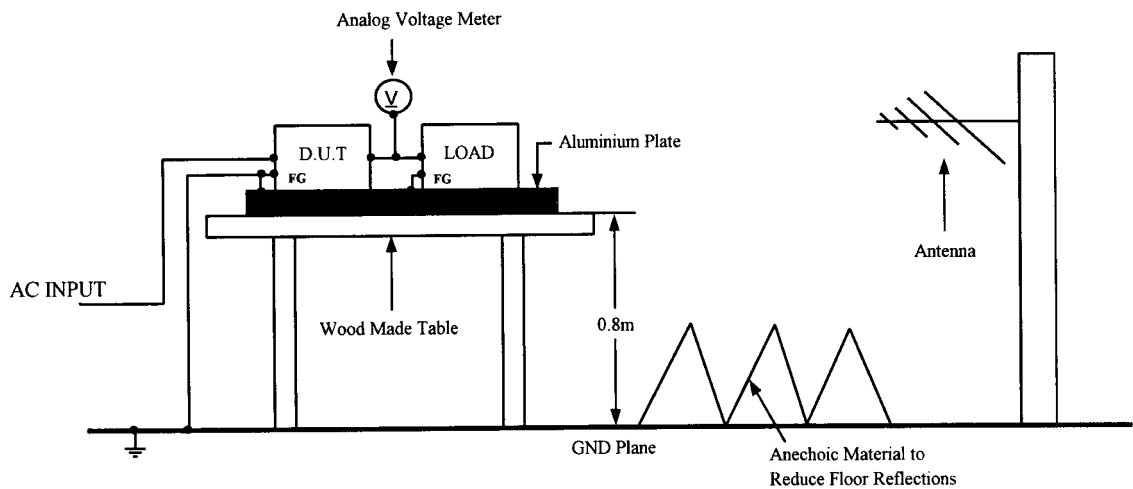 Analog Voltage Meter
V
D.U.T
LOAD
FG
FG
Aluminium Plate
Antenna
AC INPUT
Wood Made Table
0.8m
GND Plane
Anechoic Material to
Reduce Floor Reflections